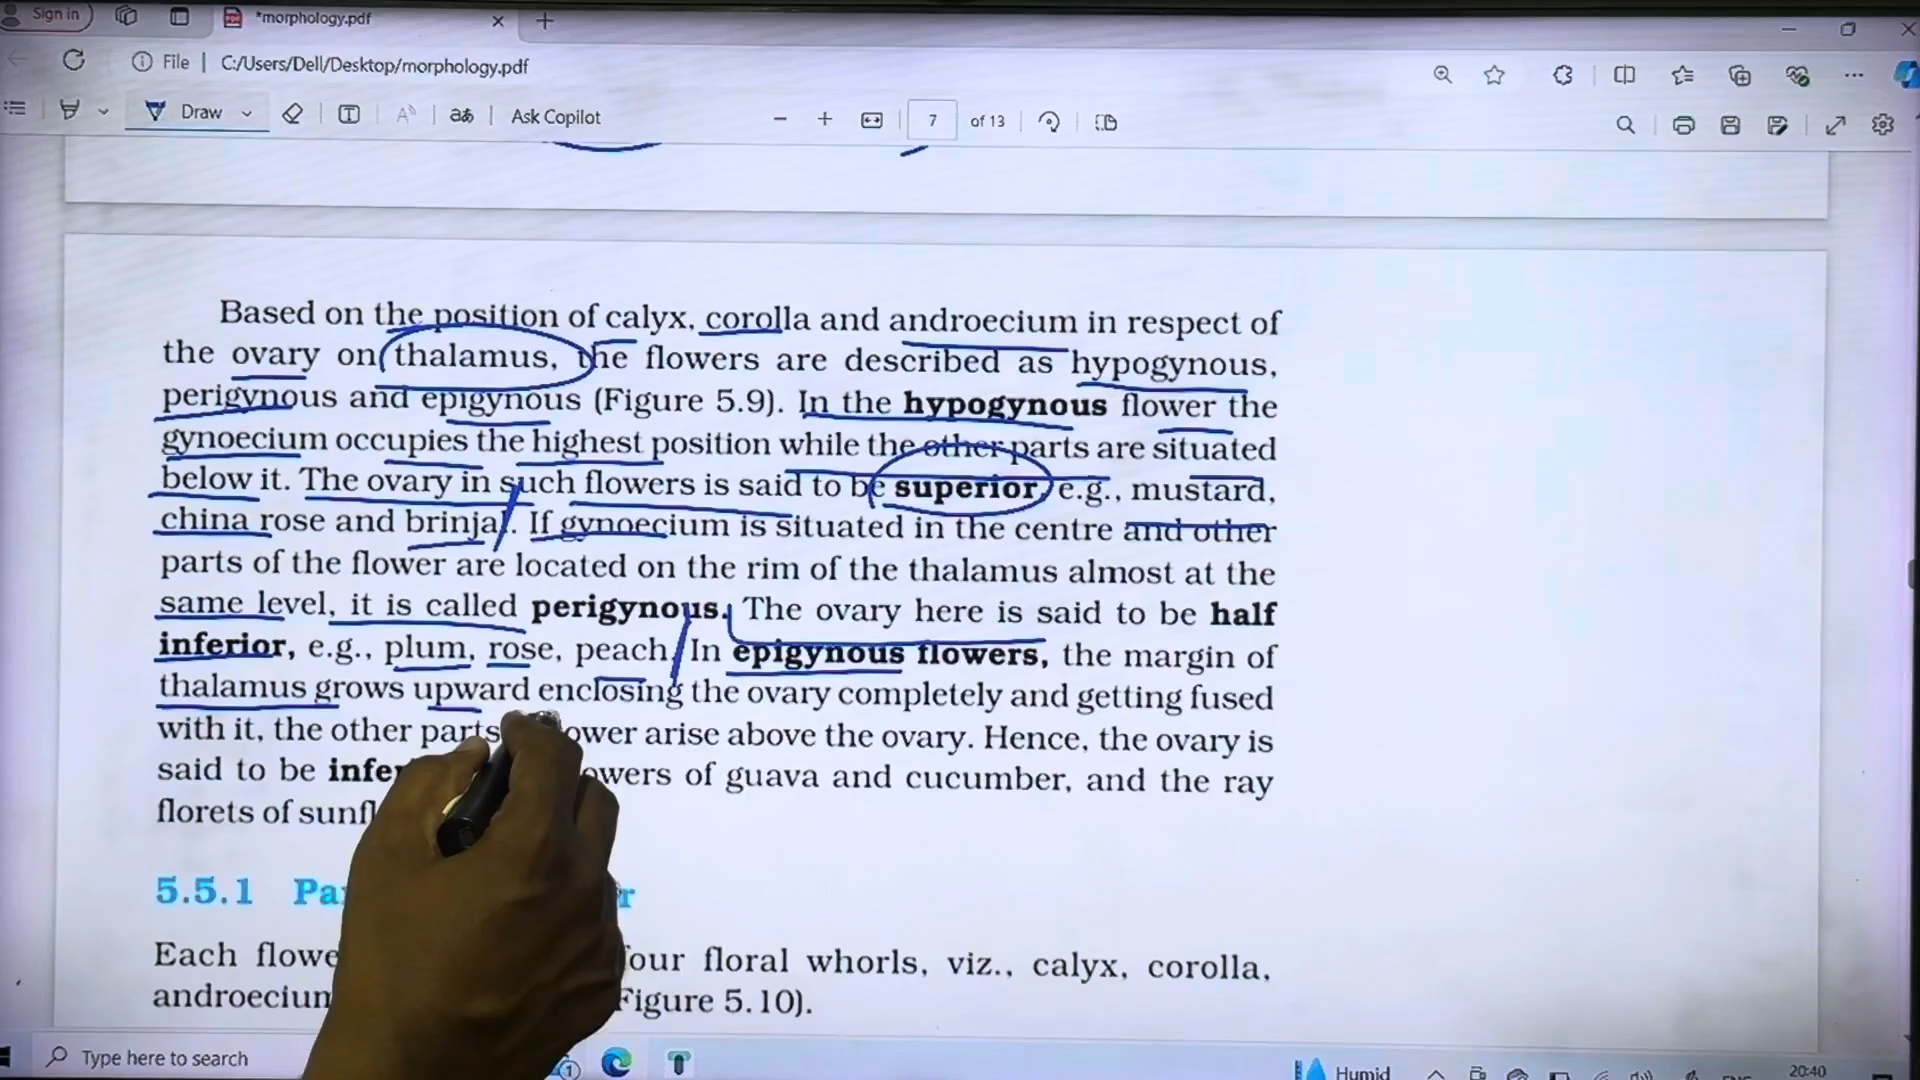 Sign in
*morphology.pdf
File
C:/Users/Dell/Desktop/morphology.pdf
Draw
Ask Copilot
7 of 13
Based on the position of calyx, corolla and androecium in respect of
the ovary on thalamus, the flowers are described as hypogynous,
perigynous and epigynous (Figure 5.9). In the hypogynous flower the
gynoecium occupies the highest position while the other parts are situated
below it. The ovary in such flowers is said to be superior, e.g., mustard,
china rose and brinjal. If gynoecium is situated in the centre and other
parts of the flower are located on the rim of the thalamus almost at the
same level, it is called perigynous. The ovary here is said to be half
inferior, e.g., plum, rose, peach. In epigynous flowers, the margin of
thalamus grows upward enclosing the ovary completely and getting fused
with it, the other parts ower arise above the ovary. Hence, the ovary is
said to be infe owers of guava and cucumber, and the ray
florets of sunfl
5.5.1 Pa r
Each flowe four floral whorls, viz., calyx, corolla,
androecium Figure 5.10).
Type here to search
1
Humid
20:40